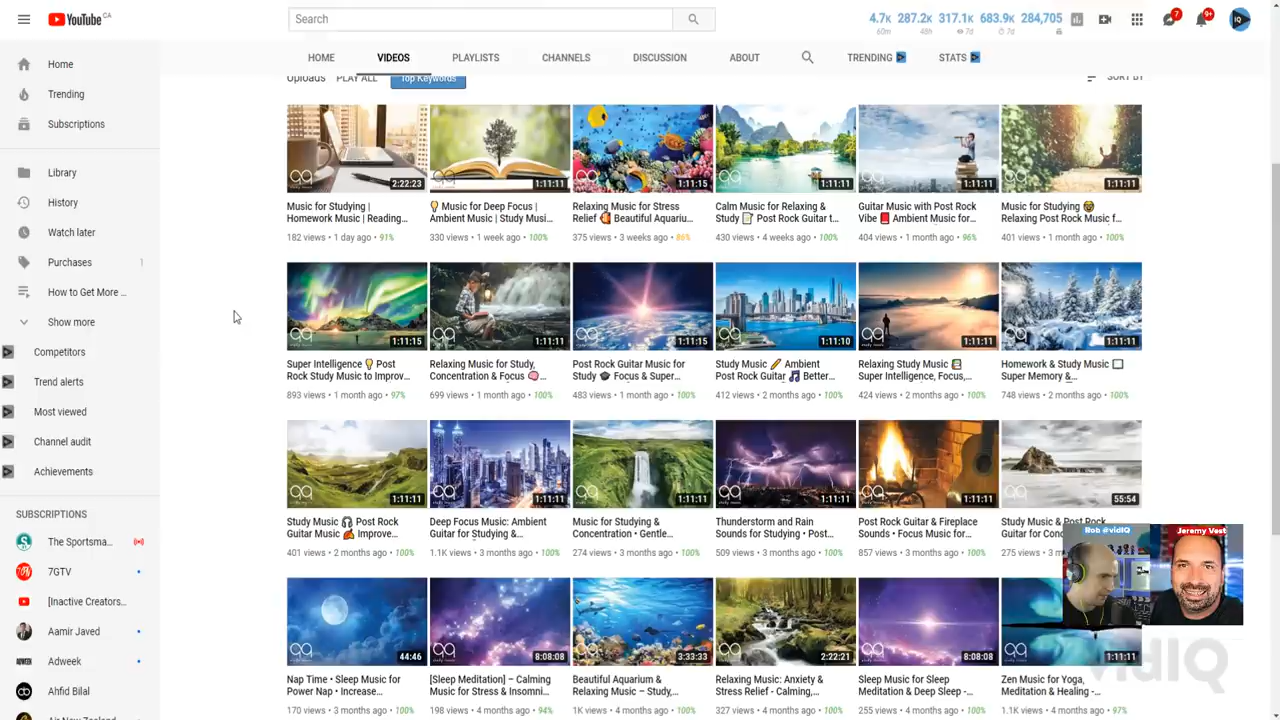 YouTube CA
Search
4.7K 287.2K 317.1K 683.9K 284,705
60m 48h 7d 7d
7
9+
iQ
HOME VIDEOS PLAYLISTS CHANNELS DISCUSSION ABOUT TRENDING STATS
Uploads PLAY ALL Top Keywords SORT BY
Home
Trending
Subscriptions
Library
History
Watch later
Purchases 1
How to Get More ...
Show more
Competitors
Trend alerts
Most viewed
Channel audit
Achievements
SUBSCRIPTIONS
The Sportsma...
7GTV
[Inactive Creators...
Aamir Javed
Adweek
Ahfid Bilal
Air New Zealand
2:22:23 1:11:11 1:11:15 1:11:11 1:11:11 1:11:11
Music for Studying |
Homework Music | Reading...
182 views • 1 day ago • 91%
Music for Deep Focus |
Ambient Music | Study Musi...
330 views • 1 week ago • 100%
Relaxing Music for Stress
Relief Beautiful Aquariu...
375 views • 3 weeks ago • 86%
Calm Music for Relaxing &
Study Post Rock Guitar t...
430 views • 4 weeks ago • 100%
Guitar Music with Post Rock
Vibe Ambient Music for...
404 views • 1 month ago • 96%
Music for Studying
Relaxing Post Rock Music f...
401 views • 1 month ago • 100%
1:11:15 1:11:11 1:11:11 1:11:10 1:11:11 1:11:11
Super Intelligence Post
Rock Study Music to Improv...
893 views • 1 month ago • 97%
Relaxing Music for Study,
Concentration & Focus ...
699 views • 1 month ago • 100%
Post Rock Guitar Music for
Study Focus & Super...
483 views • 1 month ago • 100%
Study Music Ambient
Post Rock Guitar Better...
412 views • 2 months ago • 100%
Relaxing Study Music
Super Intelligence, Focus,...
424 views • 2 months ago • 100%
Homework & Study Music
Super Memory &...
748 views • 2 months ago • 100%
1:11:11 1:11:11 1:11:11 1:11:11 1:11:11 55:54
Study Music Post Rock
Guitar Music Improve...
401 views • 2 months ago • 100%
Deep Focus Music: Ambient
Guitar for Studying &...
1.1K views • 3 months ago • 100%
Music for Studying &
Concentration • Gentle...
274 views • 3 months ago • 100%
Thunderstorm and Rain
Sounds for Studying • Post...
509 views • 3 months ago • 100%
Post Rock Guitar & Fireplace
Sounds • Focus Music for...
857 views • 3 months ago • 100%
Study Music & Post Rock
Guitar for Con
275 views • 3
Rob @vidIQ
Jeremy Vest
44:46 8:08:08 3:33:33 2:22:21 8:08:08 1:11:11
Nap Time • Sleep Music for
Power Nap • Increase...
170 views • 3 months ago • 100%
[Sleep Meditation] – Calming
Music for Stress & Insomni...
198 views • 4 months ago • 94%
Beautiful Aquarium &
Relaxing Music – Study,...
1K views • 4 months ago • 100%
Relaxing Music: Anxiety &
Stress Relief - Calming,...
327 views • 4 months ago • 100%
Sleep Music for Sleep
Meditation & Deep Sleep -...
255 views • 4 months ago • 100%
Zen Music for Yoga,
Meditation & Healing -...
1.1K views • 4 months ago • 97%
vidIQ